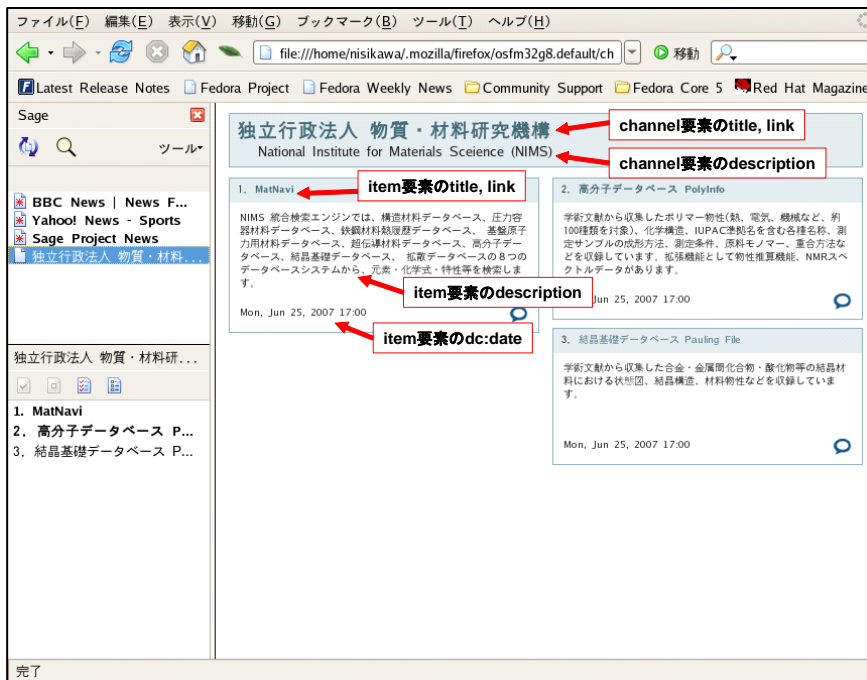 ファイル(F) 編集(E) 表示(V) 移動(G) ブックマーク(B) ツール(T) ヘルプ(H)
file:///home/nisikawa/.mozilla/firefox/osfm32g8.default/ch 移動
Latest Release Notes Fedora Project Fedora Weekly News Community Support Fedora Core 5 Red Hat Magazine
Sage
ツール
BBC News | News F...
Yahoo! News - Sports
Sage Project News
独立行政法人 物質・材料...
独立行政法人 物質・材料研...
1. MatNavi
2. 高分子データベース P...
3. 結晶基礎データベース P...
独立行政法人 物質・材料研究機構
National Institute for Materials Sceience (NIMS)
channel要素のtitle, link
channel要素のdescription
1. MatNavi
item要素のtitle, link
NIMS 統合検索エンジンでは、構造材料データベース、圧力容
器材料データベース、鉄鋼材料熱履歴データベース、 基盤原子
力用材料データベース、超伝導材料データベース、高分子デー
タベース、結晶基礎データベース、 拡散データベースの８つの
データベースシステムから、元素・化学式・特性等を検索しま
す。
item要素のdescription
Mon, Jun 25, 2007 17:00
item要素のdc:date
2. 高分子データベース PolyInfo
学術文献から収集したポリマー物性(熱、電気、機械など、約
100種類を対象)、化学構造、IUPAC準拠名を含む各種名称、測
定サンプルの成形方法、測定条件、原料モノマー、重合方法な
どを収録しています。拡張機能として物性推算機能、NMRスペ
クトルデータがあります。
Jun 25, 2007 17:00
3. 結晶基礎データベース Pauling File
学術文献から収集した合金・金属間化合物・酸化物等の結晶材
料における状態図、結晶構造、材料物性などを収録していま
す。
Mon, Jun 25, 2007 17:00
完了